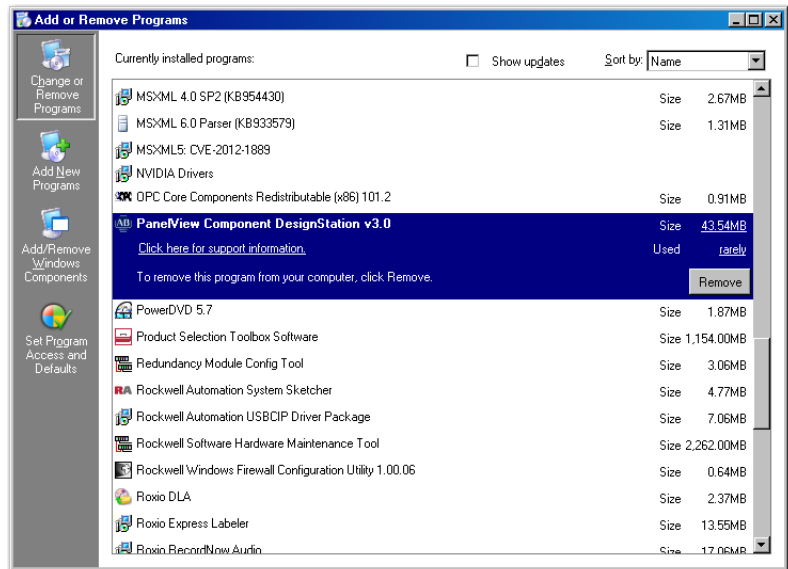 Add or Remove Programs
Change or
Remove
Programs
Add New
Programs
Add/Remove
Windows
Components
Set Program
Access and
Defaults
Currently installed programs:
Show updates
Sort by: Name
MSXML 4.0 SP2 (KB954430) Size 2.67MB
MSXML 6.0 Parser (KB933579) Size 1.31MB
MSXML5: CVE-2012-1889
NVIDIA Drivers
OPC Core Components Redistributable (x86) 101.2 Size 0.91MB
AB PanelView Component DesignStation v3.0 Size 43.54MB
Click here for support information. Used rarely
To remove this program from your computer, click Remove. Remove
PowerDVD 5.7 Size 1.87MB
Product Selection Toolbox Software Size 1,154.00MB
Redundancy Module Config Tool Size 3.06MB
RA Rockwell Automation System Sketcher Size 4.77MB
Rockwell Automation USBCIP Driver Package Size 7.06MB
Rockwell Software Hardware Maintenance Tool Size 2,262.00MB
Rockwell Windows Firewall Configuration Utility 1.00.06 Size 0.64MB
Roxio DLA Size 2.37MB
Roxio Express Labeler Size 13.55MB
Roxio RecordNow Audio Size 17.06MB